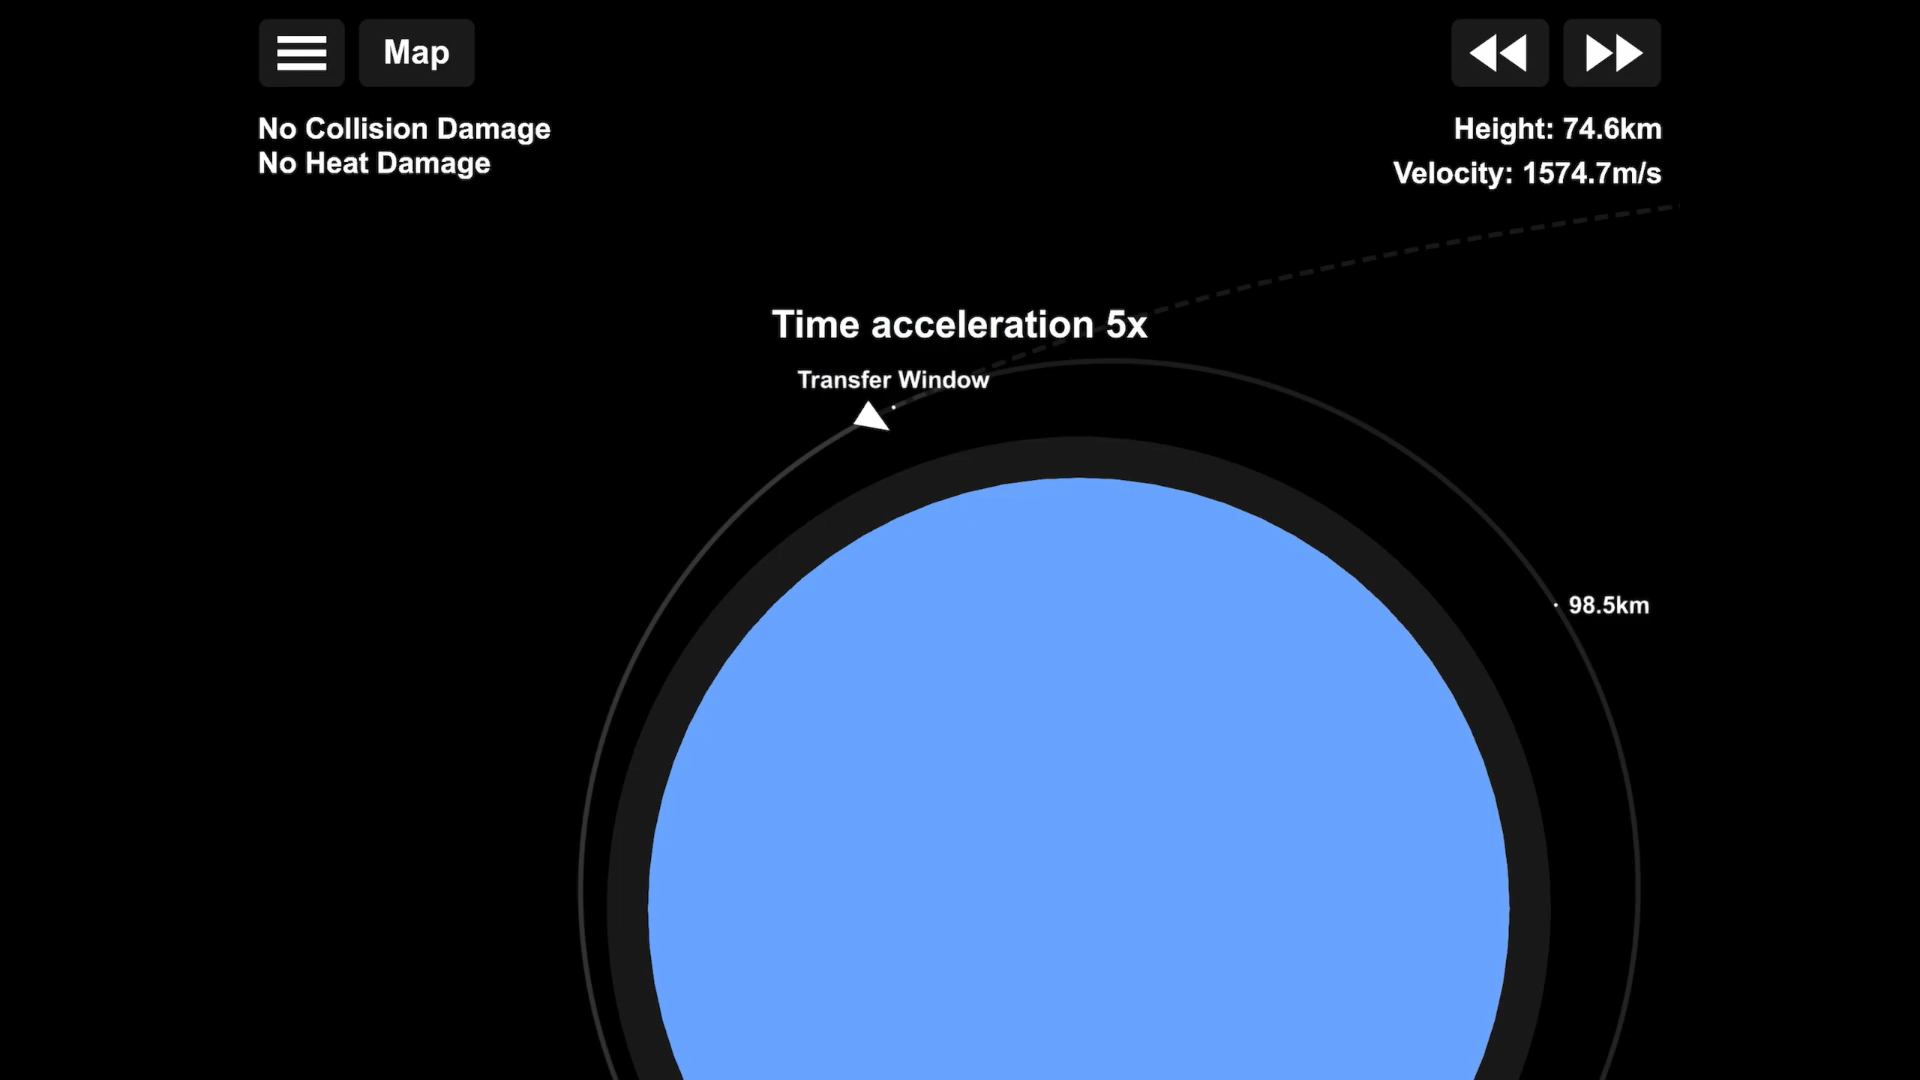 Map
No Collision Damage
No Heat Damage
Height: 74.6km
Velocity: 1574.7m/s
Time acceleration 5x
Transfer Window
98.5km